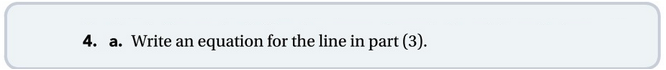 4. a. Write an equation for the line in part (3).